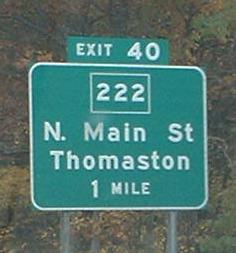 EXIT 40
222
N. Main St
Thomaston
1 MILE